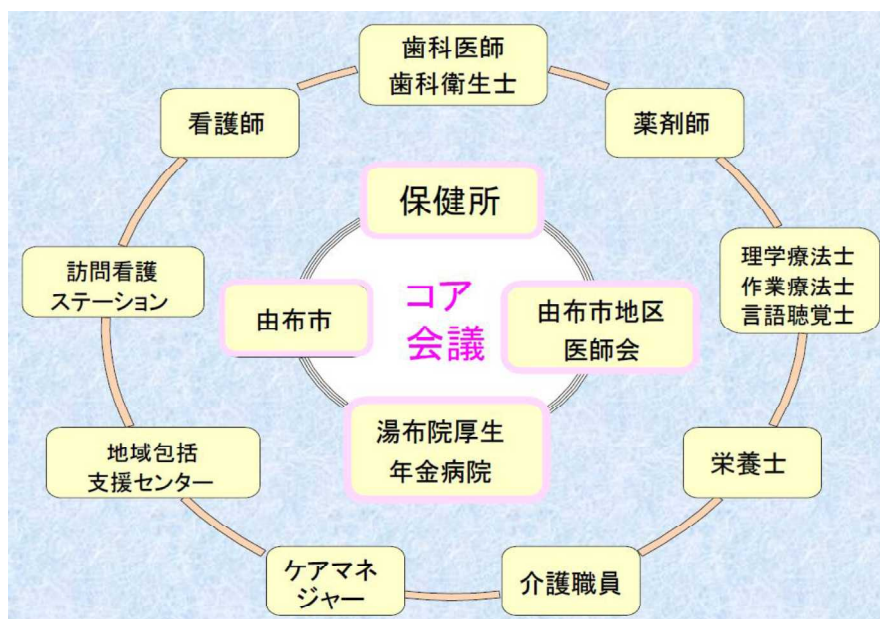 歯科医師
歯科衛生士
看護師
薬剤師
保健所
訪問看護
ステーション
理学療法士
作業療法士
言語聴覚士
由布市
コア
会議
由布市地区
医師会
湯布院厚生
年金病院
地域包括
支援センター
栄養士
ケアマネ
ジャー
介護職員